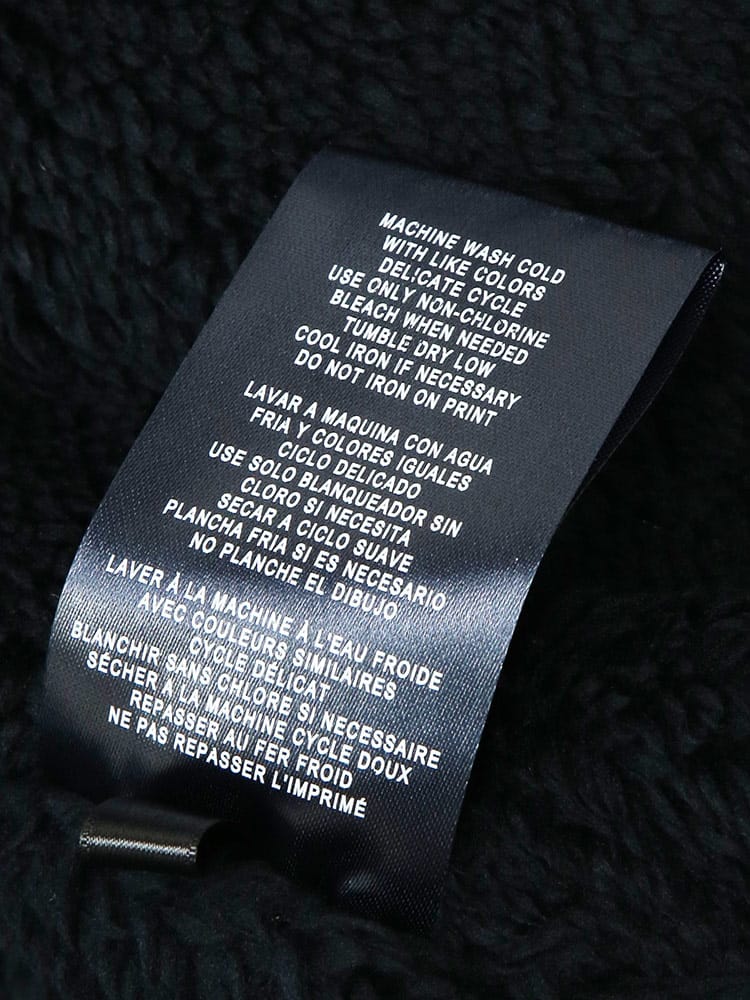 MACHINE WASH COLD
WITH LIKE COLORS
DELICATE CYCLE
USE ONLY NON-CHLORINE
BLEACH WHEN NEEDED
TUMBLE DRY LOW
COOL IRON IF NECESSARY
DO NOT IRON ON PRINT
LAVAR A MAQUINA CON AGUA
FRIA Y COLORES IGUALES
CICLO DELICADO
USE SOLO BLANQUEADOR SIN
CLORO SI NECESITA
SECAR A CICLO SUAVE
PLANCHA FRIA SI ES NECESARIO
NO PLANCHE EL DIBUJO
LAVER À LA MACHINE À L'EAU FROIDE
AVEC COULEURS SIMILAIRES
CYCLE DÉLICAT
BLANCHIR SANS CHLORE SI NECESSAIRE
SÉCHER À LA MACHINE CYCLE DOUX
REPASSER AU FER FROID
NE PAS REPASSER L'IMPRIMÉ